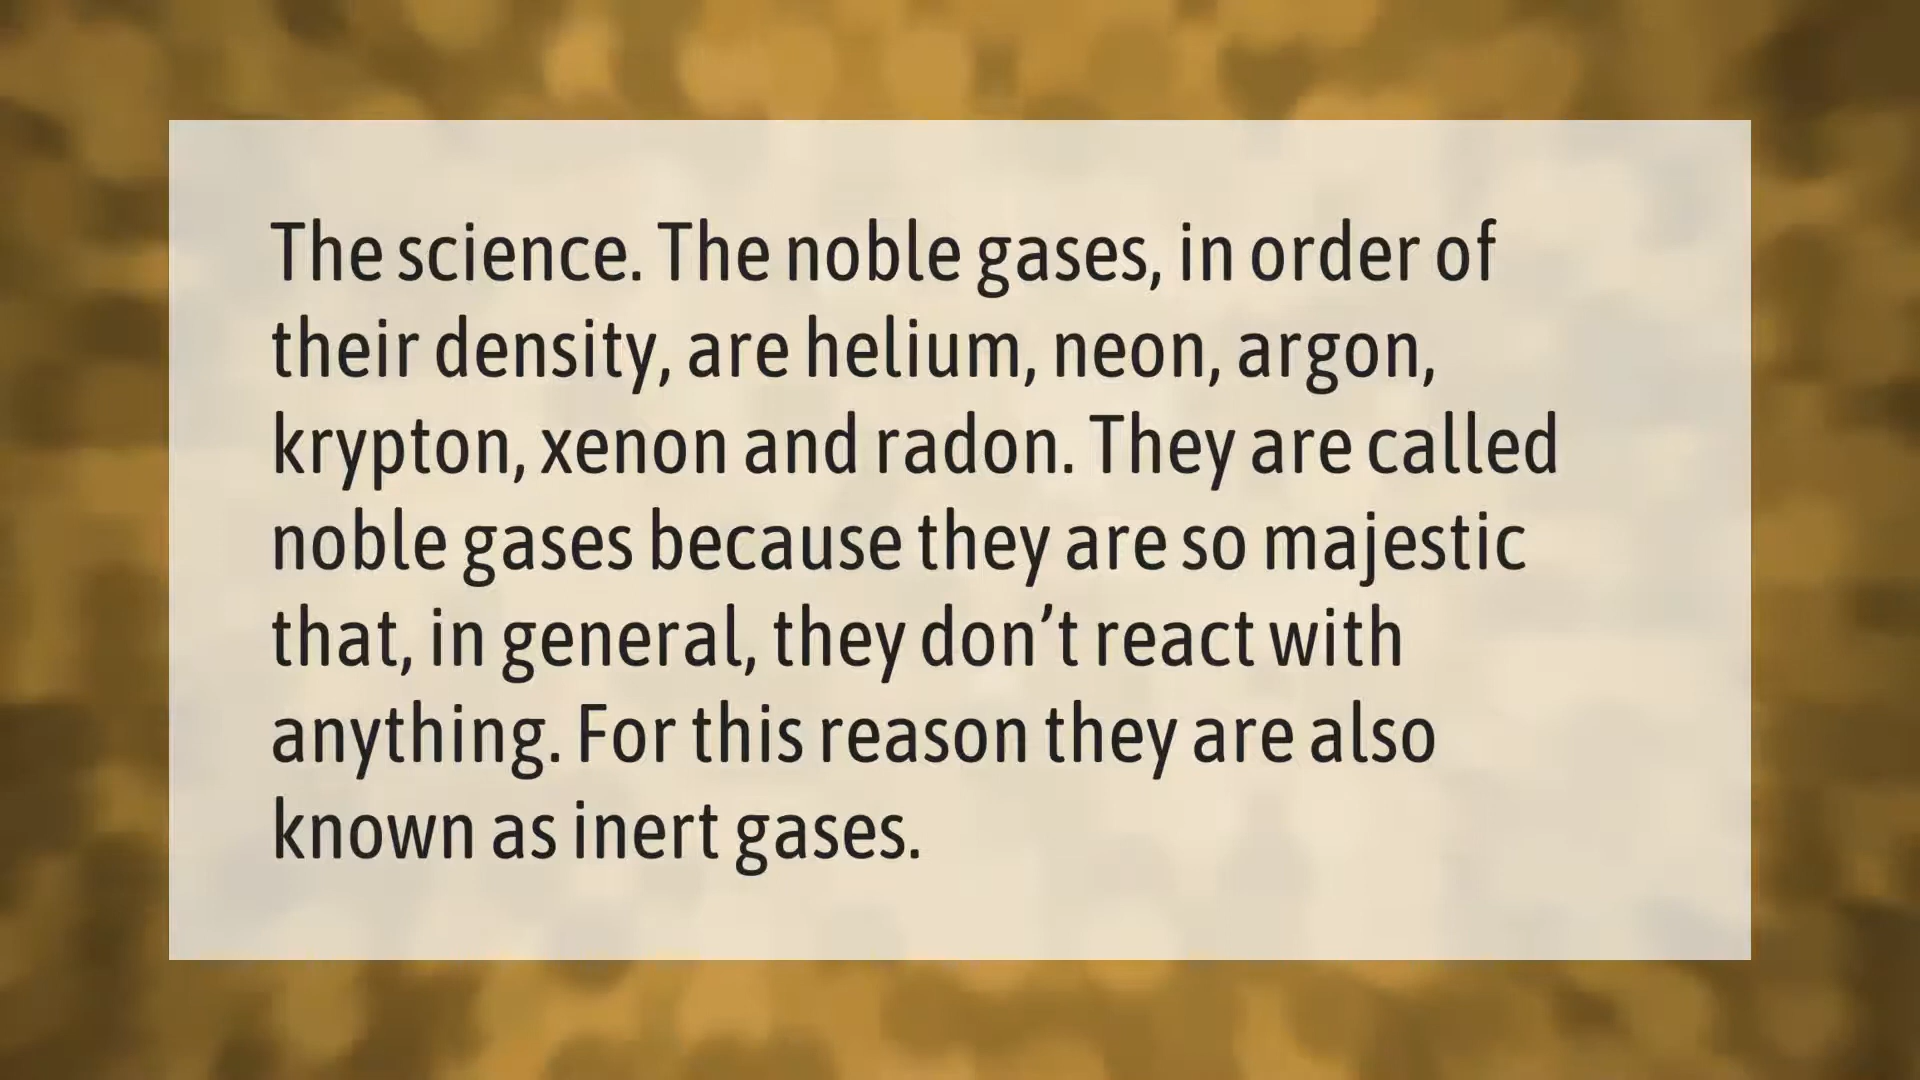 The science. The noble gases, in order of
their density, are helium, neon, argon,
krypton, xenon and radon. They are called
noble gases because they are so majestic
that, in general, they don’t react with
anything. For this reason they are also
known as inert gases.